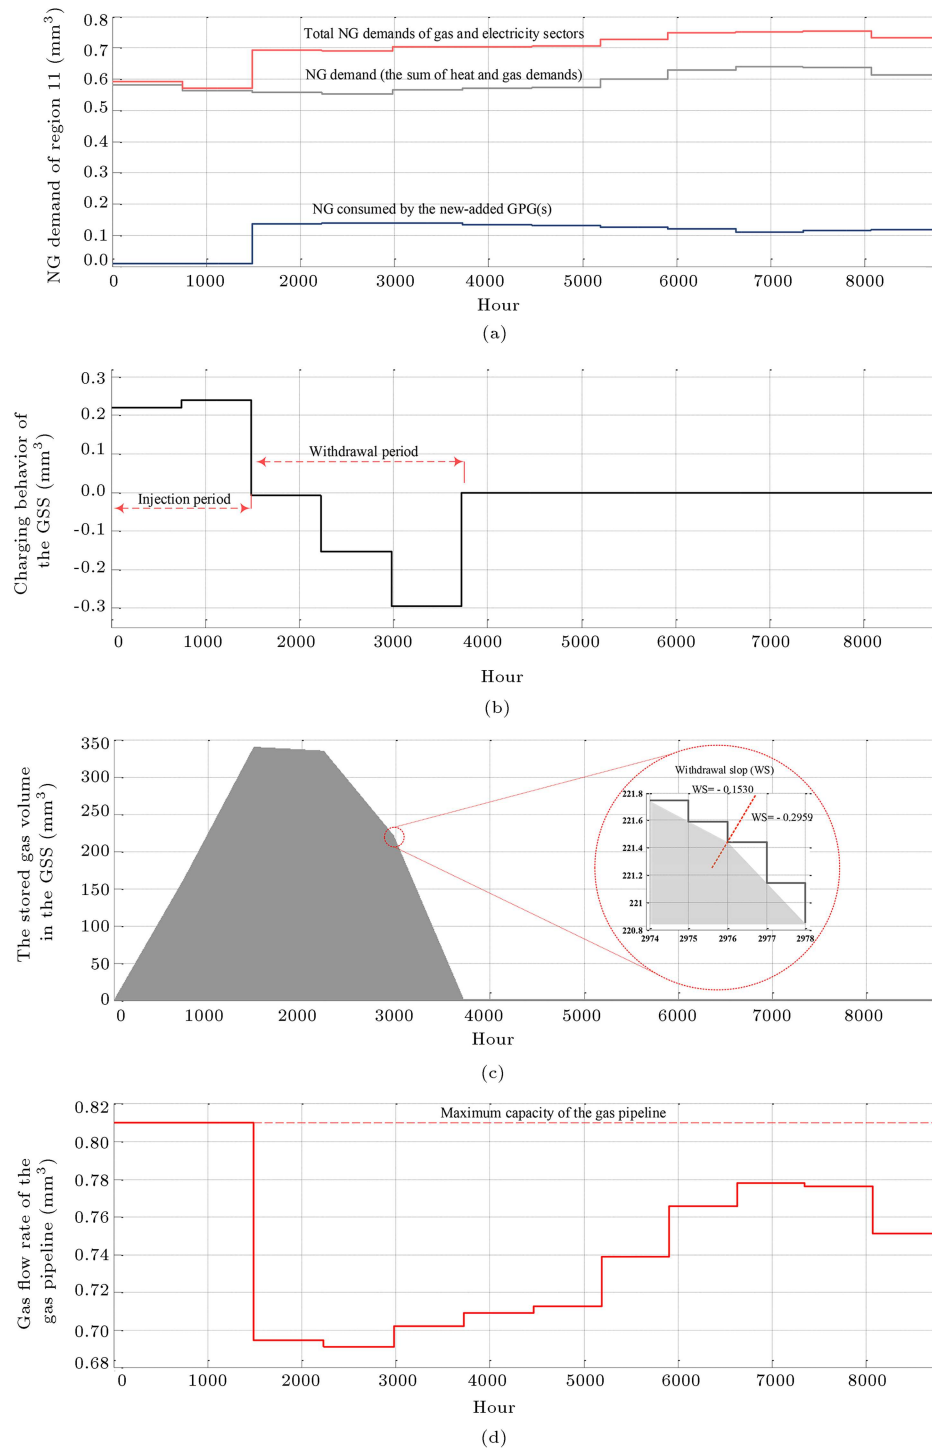 0.8
Total NG demands of gas and electricity sectors
0.7
NG demand (the sum of heat and gas demands)
0.6
0.5
0.4
0.3
0.2
NG consumed by the new-added GPG(s)
0.1
0.0
NG demand of region 11 (mm3)
0 1000 2000 3000 4000 5000 6000 7000 8000
Hour
(a)
0.3
0.2
0.1
Withdrawal period
0.0
Injection period
-0.1
-0.2
-0.3
Charging behavior of
the GSS (mm3)
0 1000 2000 3000 4000 5000 6000 7000 8000
Hour
(b)
350
300
250
200
150
100
50
0
The stored gas volume
in the GSS (mm3)
Withdrawal slop (WS)
WS= - 0.1530
WS= - 0.2959
221.8
221.6
221.4
221.2
221
220.8
2974 2975 2976 2977 2978
0 1000 2000 3000 4000 5000 6000 7000 8000
Hour
(c)
0.82
Maximum capacity of the gas pipeline
0.80
0.78
0.76
0.74
0.72
0.70
0.68
Gas flow rate of the
gas pipeline (mm3)
0 1000 2000 3000 4000 5000 6000 7000 8000
Hour
(d)